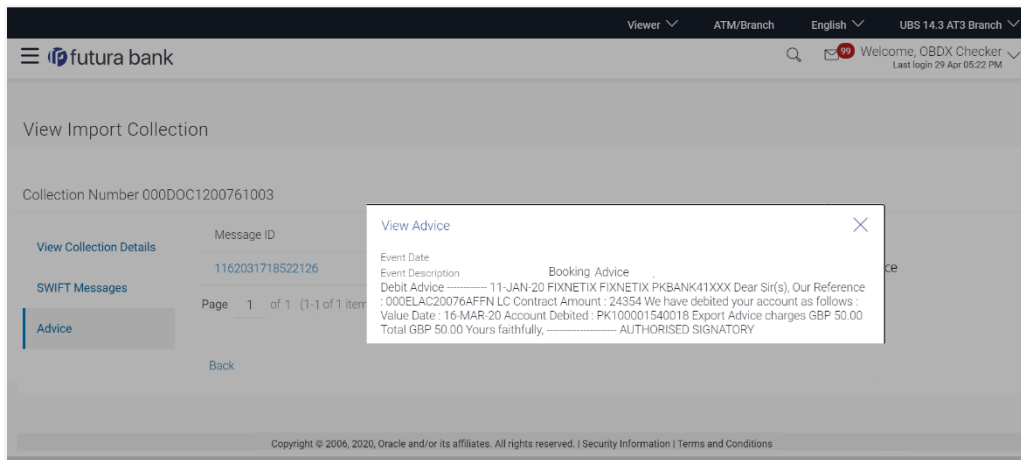 Viewer ATM/Branch English UBS 14.3 AT3 Branch
futura bank 99 Welcome, OBDX Checker
Last login 29 Apr 05:22 PM
View Import Collection
Collection Number 000DOC1200761003
View Collection Details
SWIFT Messages
Advice
Message ID
1162031718522126
Page 1 of 1 (1-1 of 1 item
Back
View Advice
Event Date
Event Description Booking Advice .
Debit Advice ----------- 11-JAN-20 FIXNETIX FIXNETIX PKBANK41XXX Dear Sir(s), Our Reference
: 000ELAC20076AFFN LC Contract Amount : 24354 We have debited your account as follows :
Value Date : 16-MAR-20 Account Debited : PK100001540018 Export Advice charges GBP 50.00
Total GBP 50.00 Yours faithfully, -------------------- AUTHORISED SIGNATORY
ce
Copyright © 2006, 2020, Oracle and/or its affiliates. All rights reserved. | Security Information | Terms and Conditions